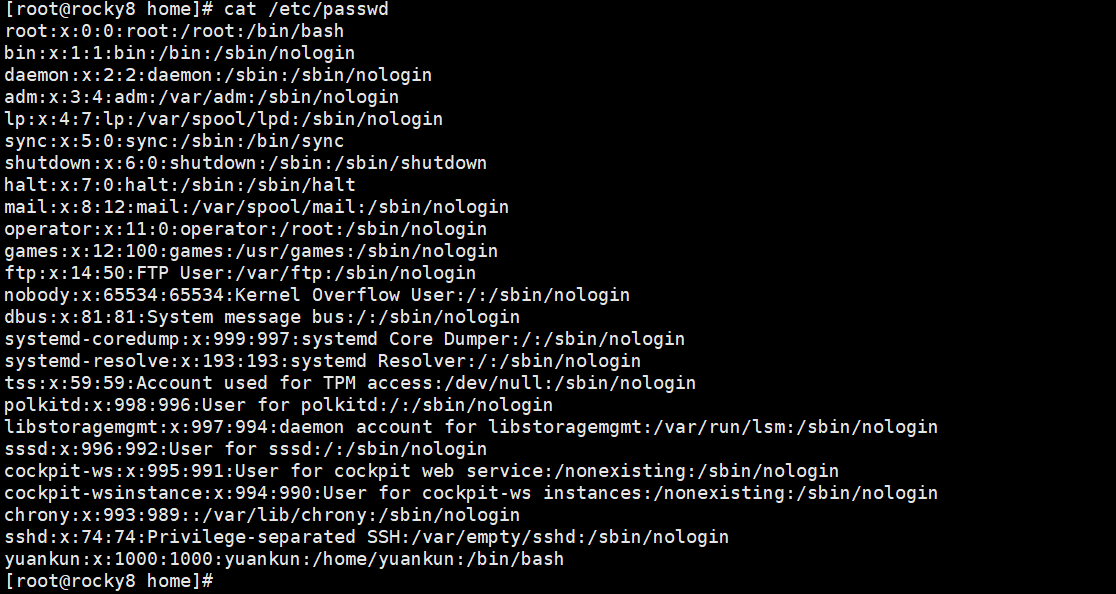 [root@rocky8 home]# cat /etc/passwd
root:x:0:0:root:/root:/bin/bash
bin:x:1:1:bin:/bin:/sbin/nologin
daemon:x:2:2:daemon:/sbin:/sbin/nologin
adm:x:3:4:adm:/var/adm:/sbin/nologin
lp:x:4:7:lp:/var/spool/lpd:/sbin/nologin
sync:x:5:0:sync:/sbin:/bin/sync
shutdown:x:6:0:shutdown:/sbin:/sbin/shutdown
halt:x:7:0:halt:/sbin:/sbin/halt
mail:x:8:12:mail:/var/spool/mail:/sbin/nologin
operator:x:11:0:operator:/root:/sbin/nologin
games:x:12:100:games:/usr/games:/sbin/nologin
ftp:x:14:50:FTP User:/var/ftp:/sbin/nologin
nobody:x:65534:65534:Kernel Overflow User:/:/sbin/nologin
dbus:x:81:81:System message bus:/:/sbin/nologin
systemd-coredump:x:999:997:systemd Core Dumper:/:/sbin/nologin
systemd-resolve:x:193:193:systemd Resolver:/:/sbin/nologin
tss:x:59:59:Account used for TPM access:/dev/null:/sbin/nologin
polkitd:x:998:996:User for polkitd:/:/sbin/nologin
libstoragemgmt:x:997:994:daemon account for libstoragemgmt:/var/run/lsm:/sbin/nologin
sssd:x:996:992:User for sssd:/:/sbin/nologin
cockpit-ws:x:995:991:User for cockpit web service:/nonexisting:/sbin/nologin
cockpit-wsinstance:x:994:990:User for cockpit-ws instances:/nonexisting:/sbin/nologin
chrony:x:993:989::/var/lib/chrony:/sbin/nologin
sshd:x:74:74:Privilege-separated SSH:/var/empty/sshd:/sbin/nologin
yuankun:x:1000:1000:yuankun:/home/yuankun:/bin/bash
[root@rocky8 home]#